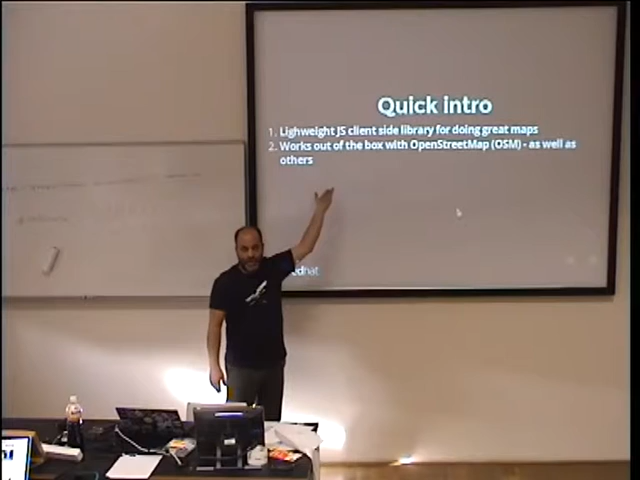 Quick intro
1. Lighweight JS client side library for doing great maps
2. Works out of the box with OpenStreetMap (OSM) - as well as
others
edhat